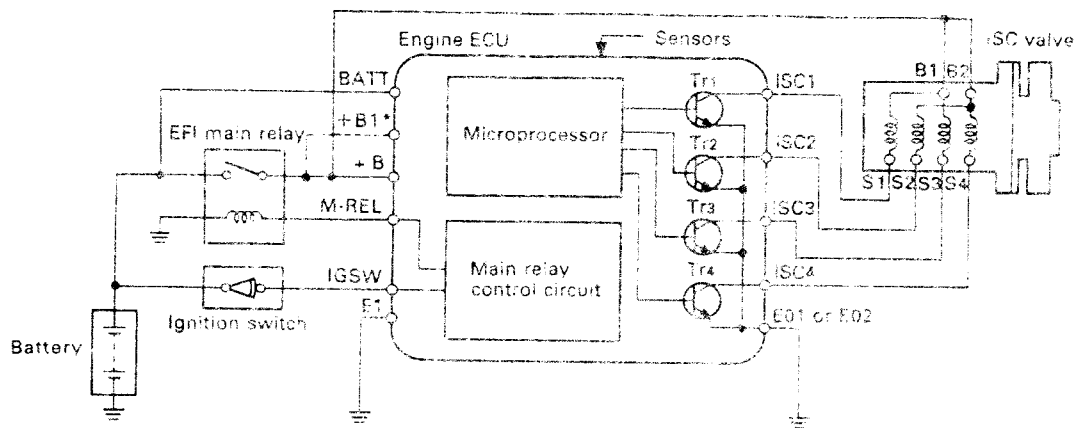 Engine ECU
Sensors
ISC valve
BATT
Tr1
ISC1
B1 B2
+B1*
EFI main relay
Microprocessor
Tr2
ISC2
+B
S1 S2 S3 S4
M-REL
Tr3
ISC3
IGSW
Main relay
control circuit
Tr4
ISC4
E1
Ignition switch
E01 or E02
Battery